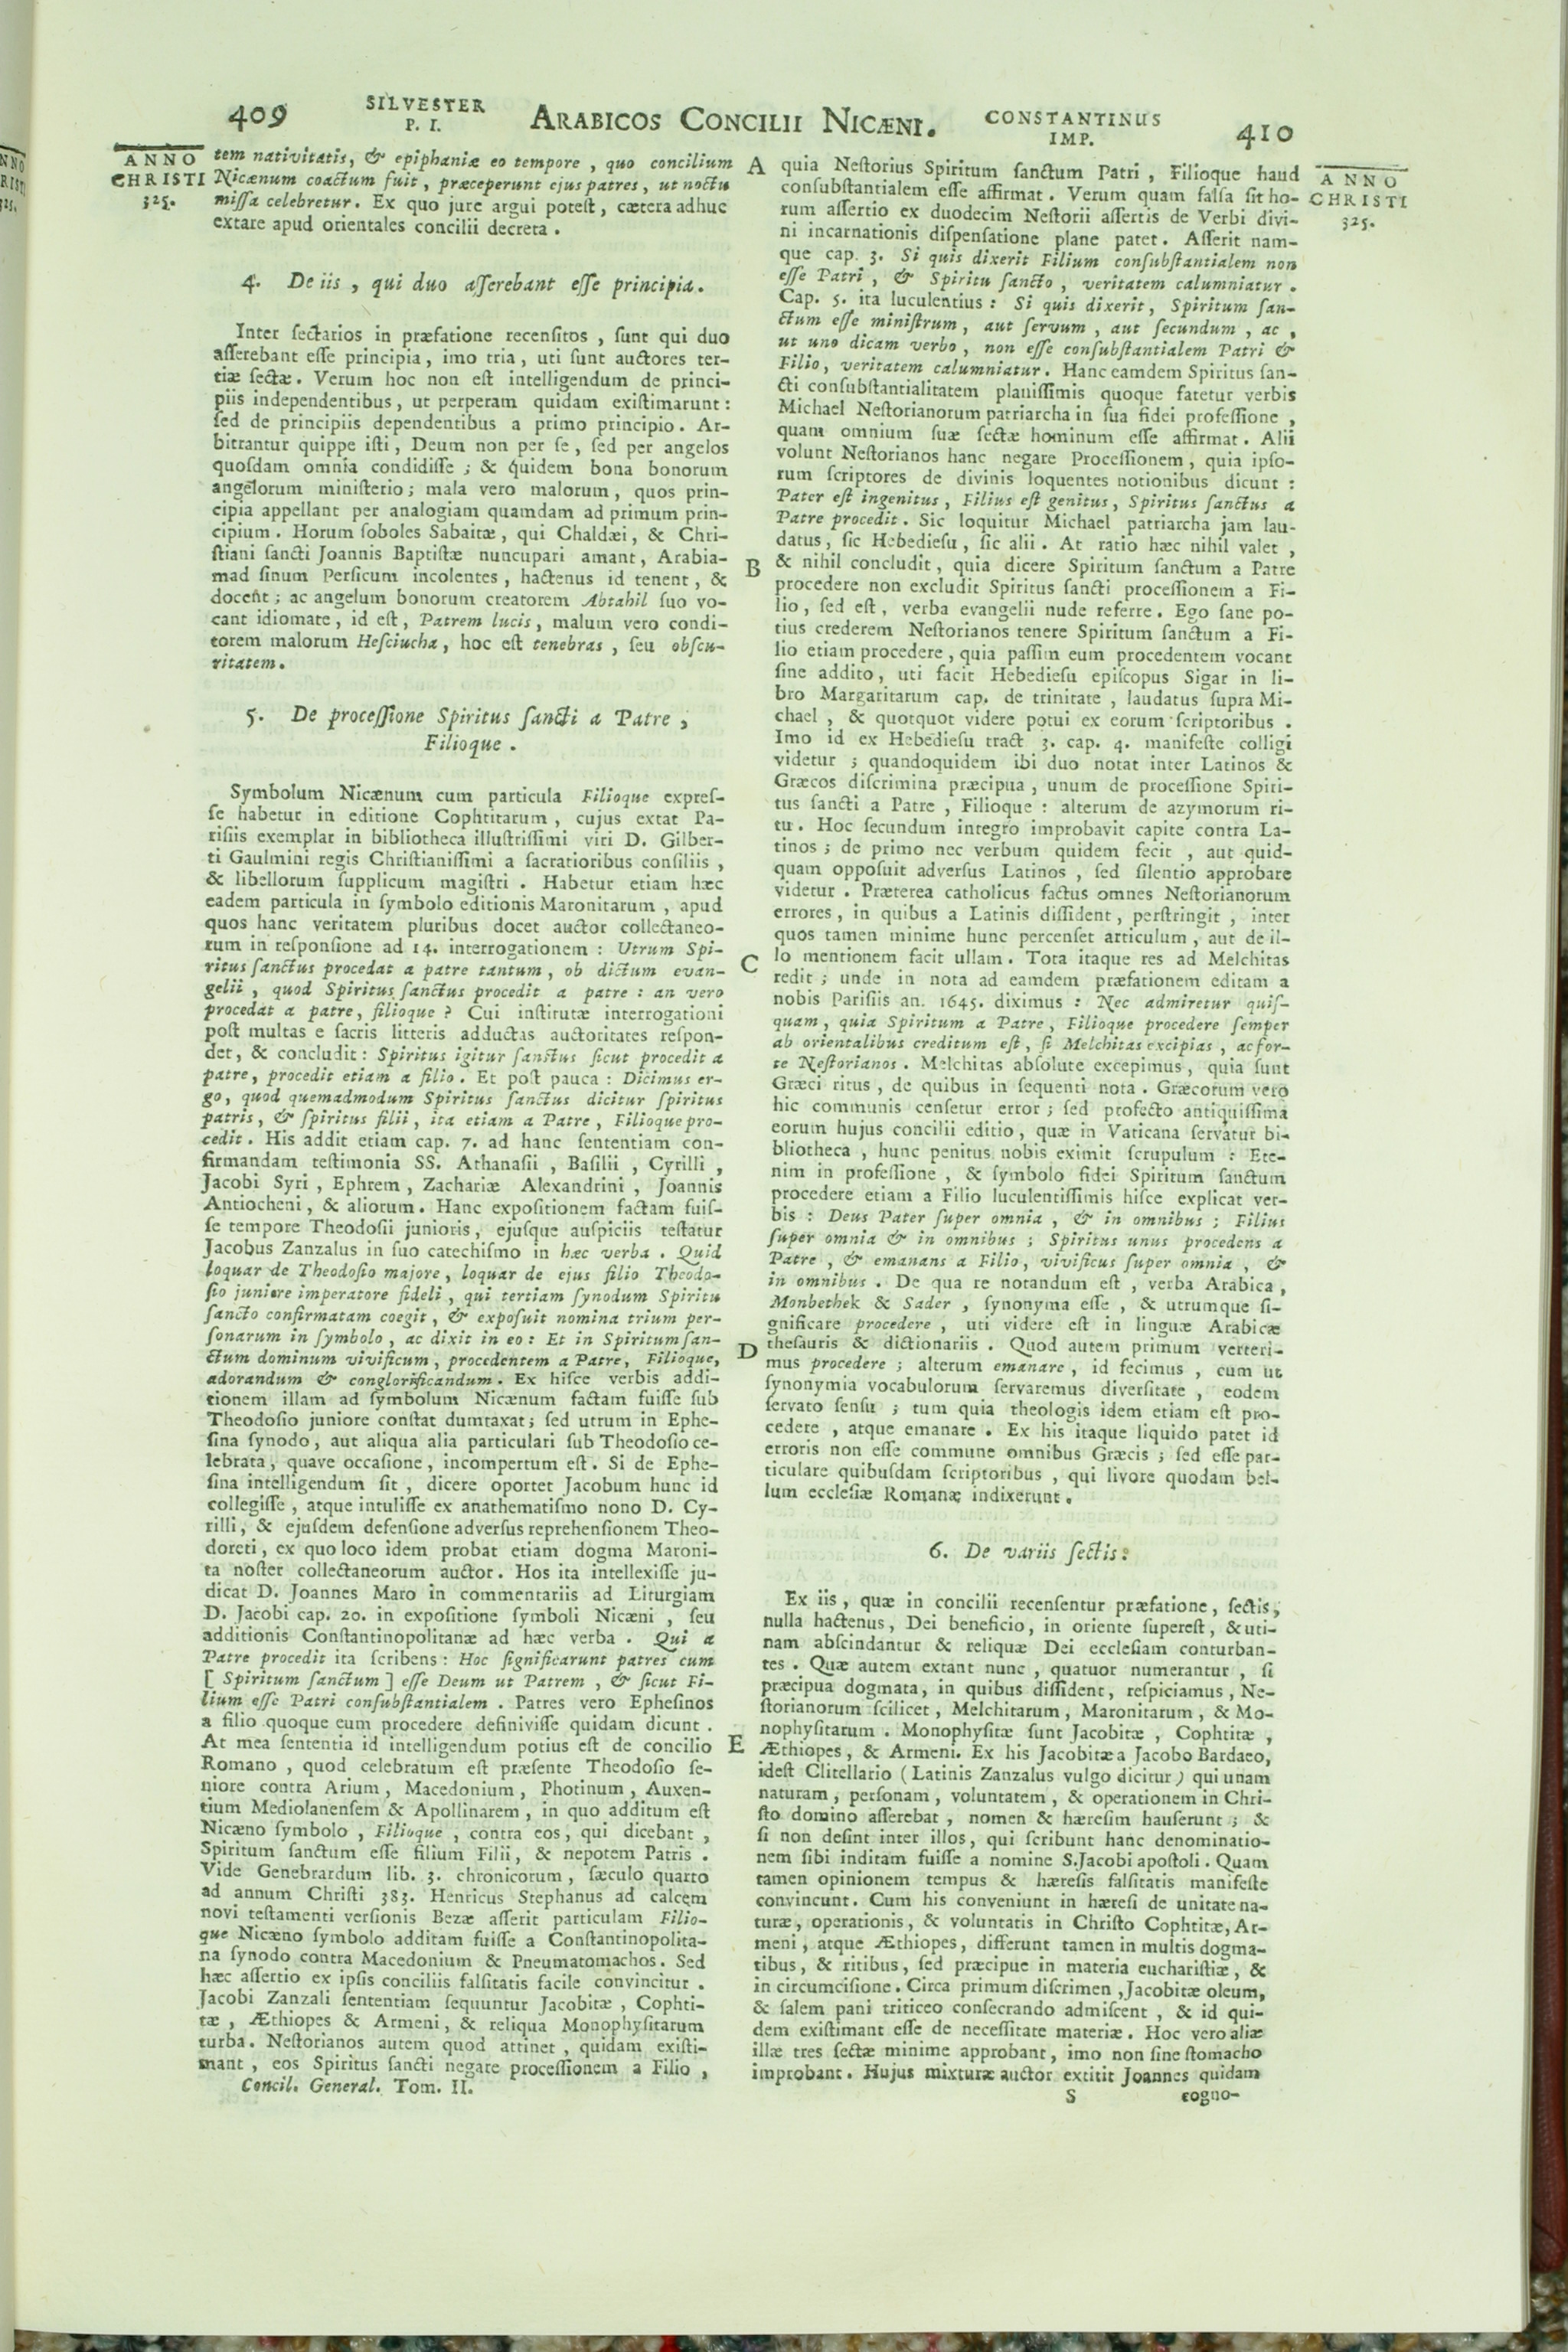 409
SILVESTER
P. I.
ARABICOS CONCILII NICÆNI.
CONSTANTINUS
IMP.
410
ANNO
CHRISTI
325.
tem nativitatis, & epiphaniæ eo tempore, quo concilium
Nicænum coactum fuit, præceperunt ejus patres, ut noctu
missa celebretur. Ex quo jure argui potest, cætera adhuc
extare apud orientales concilii decreta.
4. De iis, qui duo asserebant esse principia.
Inter sectarios in præfatione recensitos, sunt qui duo
asserebant esse principia, imo tria, uti sunt auctores ter-
tiæ sectæ. Verum hoc non est intelligendum de princi-
piis independentibus, ut perperam quidam existimarunt:
sed de principiis dependentibus a primo principio. Ar-
bitrantur quippe isti, Deum non per se, sed per angelos
quosdam omnia condidisse; & quidem bona bonorum
angelorum ministerio; mala vero malorum, quos prin-
cipia appellant per analogiam quamdam ad primum prin-
cipium. Horum soboles Sabaitæ, qui Chaldæi, & Chri-
stiani sancti Joannis Baptistæ nuncupari amant, Arabia-
mad sinum Persicum incolentes, hactenus id tenent, &
docent; ac angelum bonorum creatorem Abrahil suo vo-
cant idiomate, id est, Patrem lucis, malum vero condi-
torem malorum Hesciucha, hoc est tenebras, seu obscu-
ritatem.
5. De processione Spiritus sancti a Patre,
Filioque.
Symbolum Nicænum cum particula Filioque expres-
se habetur in editione Cophtitarum, cujus extat Pa-
risiis exemplar in bibliotheca illustrissimi viri D. Gilber-
ti Gaulmini regis Christianissimi a sacratioribus consiliis,
& libellorum supplicum magistri. Habetur etiam hæc
eadem particula in symbolo editionis Maronitarum, apud
quos hanc veritatem pluribus docet auctor collectaneo-
rum in responsione ad 14. interrogationem: Utrum Spi-
ritus sanctus procedat a patre tantum, ob dictum evan-
gelii, quod Spiritus sanctus procedit a patre: an vero
procedat a patre, filioque? Cui institutæ interrogationi
post multas e sacris litteris adductas auctoritates respon-
det, & concludit: Spiritus igitur sanctus sicut procedit a
patre, procedit etiam a filio. Et post pauca: Dicimus er-
go, quod quemadmodum Spiritus sanctus dicitur spiritus
patris, & spiritus filii, ita etiam a Patre, Filioque pro-
cedit. His addit etiam cap. 7. ad hanc sententiam con-
firmandam testimonia SS. Athanasii, Basilii, Cyrilli,
Jacobi Syri, Ephrem, Zachariæ Alexandrini, Joannis
Antiocheni, & aliorum. Hanc expositionem factam fuis-
se tempore Theodosii junioris, ejusque auspiciis testatur
Jacobus Zanzalus in suo catechismo in hæc verba. Quid
loquar de Theodosio majore, loquar de ejus filio Theodo-
sio juniore imperatore fideli, qui tertiam synodum Spiritu
sancto confirmatam coegit, & exposuit nomina trium per-
sonarum in symbolo, ac dixit in eo: Et in Spiritum san-
ctum dominum vivificum, procedentem a Patre, Filioque,
adorandum & conglorificandum. Ex hisce verbis addi-
tionem illam ad symbolum Nicænum factam fuisse sub
Theodosio juniore constat dumtaxat; sed utrum in Ephe-
sina synodo, aut aliqua alia particulari sub Theodosio ce-
lebrata, quave occasione, incompertum est. Si de Ephe-
sina intelligendum sit, dicere oportet Jacobum hunc id
collegisse, atque intulisse ex anathematismo nono D. Cy-
rilli, & ejusdem defensione adversus reprehensionem Theo-
doreti, ex quo loco idem probat etiam dogma Maroni-
ta noster collectaneorum auctor. Hos ita intellexisse ju-
dicat D. Joannes Maro in commentariis ad Liturgiam
D. Jacobi cap. 20. in expositione symboli Nicæni, seu
additionis Constantinopolitanæ ad hæc verba. Qui a
Patre procedit ita scribens: Hoc significarunt patres cum
[ Spiritum sanctum ] esse Deum ut Patrem, & sicut Fi-
lium esse Patri consubstantialem. Patres vero Ephesinos
a filio quoque eum procedere definivisse quidam dicunt.
At mea sententia id intelligendum potius est de concilio
Romano, quod celebratum est præsente Theodosio se-
niore contra Arium, Macedonium, Photinum, Auxen-
tium Mediolanensem & Apollinarem, in quo additum est
Nicæno symbolo, Filioque, contra eos, qui dicebant,
Spiritum sanctum esse filium Filii, & nepotem Patris.
Vide Genebrardum lib. 3. chronicorum, sæculo quarto
ad annum Christi 383. Henricus Stephanus ad calcem
novi testamenti versionis Bezæ asserit particulam Filio-
que Nicæno symbolo additam fuisse a Constantinopolita-
na synodo contra Macedonium & Pneumatomachos. Sed
hæc assertio ex ipsis conciliis falsitatis facile convincitur.
Jacobi Zanzali sententiam sequuntur Jacobitæ, Cophti-
tæ, Æthiopes & Armeni, & reliqua Monophysitarum
turba. Nestorianos autem quod attinet, quidam existi-
mant, eos Spiritus sancti negare processionem a Filio,
Concil. General. Tom. II.
A
B
C
D
E
quia Nestorius Spiritum sanctum Patri, Filioque haud
consubstantialem esse affirmat. Verum quam falsa sit ho-
rum assertio ex duodecim Nestorii assertis de Verbi divi-
ni incarnationis dispensatione plane patet. Asserit nam-
que cap. 3. Si quis dixerit Filium consubstantialem non
esse Patri, & Spiritu sancto, veritatem calumniatur.
Cap. 5. ita luculentius: Si quis dixerit, Spiritum san-
ctum esse ministrum, aut servum, aut secundum, ac,
ut uno dicam verbo, non esse consubstantialem Patri &
Filio, veritatem calumniatur. Hanc eamdem Spiritus san-
cti consubstantialitatem planissimis quoque fatetur verbis
Michael Nestorianorum patriarcha in sua fidei professione,
quam omnium suæ sectæ hominum esse affirmat. Alii
volunt Nestorianos hanc negare Processionem, quia ipso-
rum scriptores de divinis loquentes notionibus dicunt:
Pater est ingenitus, Filius est genitus, Spiritus sanctus a
Patre procedit. Sic loquitur Michael patriarcha jam lau-
datus, sic Hebediesu, sic alii. At ratio hæc nihil valet,
& nihil concludit, quia dicere Spiritum sanctum a Patre
procedere non excludit Spiritus sancti processionem a Fi-
lio, sed est, verba evangelii nude referre. Ego sane po-
tius crederem Nestorianos tenere Spiritum sanctum a Fi-
lio etiam procedere, quia passim eum procedentem vocant
sine addito, uti facit Hebediesu episcopus Sigar in li-
bro Margaritarum cap. de trinitate, laudatus supra Mi-
chael, & quotquot videre potui ex eorum scriptoribus.
Imo id ex Hebediesu tract 3. cap. 4. manifeste colligi
videtur; quandoquidem ibi duo notat inter Latinos &
Græcos discrimina præcipua, unum de processione Spiri-
tus sancti a Patre, Filioque: alterum de azymorum ri-
tu. Hoc secundum integro improbavit capite contra La-
tinos; de primo nec verbum quidem fecit, aut quid-
quam opposuit adversus Latinos, sed silentio approbare
videtur. Præterea catholicus factus omnes Nestorianorum
errores, in quibus a Latinis dissident, perstringit, inter
quos tamen minime hunc percenset articulum, aut de il-
lo mentionem facit ullam. Tota itaque res ad Melchitas
redit; unde in nota ad eamdem præfationem editam a
nobis Parisiis an. 1645. diximus: Nec admiretur quis-
quam, quia Spiritum a Patre, Filioque procedere semper
ab orientalibus creditum est, si Melchitas excipias, ac for-
te Nestorianos. Melchitas absolute excepimus, quia sunt
Græci ritus, de quibus in sequenti nota. Græcorum vero
hic communis censetur error; sed profecto antiquissima
eorum hujus concilii editio, quæ in Vaticana servatur bi-
bliotheca, hunc penitus nobis eximit scrupulum: Ete-
nim in professione, & symbolo fidei Spiritum sanctum
procedere etiam a Filio luculentissimis hisce explicat ver-
bis: Deus Pater super omnia, & in omnibus; Filius
super omnia & in omnibus; Spiritus unus procedens a
Patre, & emanans a Filio, vivificus super omnia, &
in omnibus. De qua re notandum est, verba Arabica,
Monbethek & Sader, synonyma esse, & utrumque si-
gnificare procedere, uti videre est in linguæ Arabicæ
thesauris & dictionariis. Quod autem primum verteri-
mus procedere; alterum emanare, id fecimus, cum ut
synonymia vocabulorum servaremus diversitate, eodem
servato sensu; tum quia theologis idem etiam est pro-
cedere, atque emanare. Ex his itaque liquido patet id
erroris non esse commune omnibus Græcis; sed esse par-
ticulare quibusdam scriptoribus, qui livore quodam bel-
lum ecclesiæ Romanæ indixerunt.
6. De variis sectis:
Ex iis, quæ in concilii recensentur præfatione, sectis,
nulla hactenus, Dei beneficio, in oriente superest, & uti-
nam abscindantur & reliquæ Dei ecclesiam conturban-
tes. Quæ autem extant nunc, quatuor numerantur, si
præcipua dogmata, in quibus dissident, respiciamus, Ne-
storianorum scilicet, Melchitarum, Maronitarum, & Mo-
nophysitarum. Monophysitæ sunt Jacobitæ, Cophtitæ,
Æthiopes, & Armeni. Ex his Jacobitæ a Jacobo Bardaeo,
idest Clitellario (Latinis Zanzalus vulgo dicitur) qui unam
naturam, personam, voluntatem, & operationem in Chri-
sto domino asserebat, nomen & hæresim hauserunt; &
si non desint inter illos, qui scribunt hanc denominatio-
nem sibi inditam fuisse a nomine S. Jacobi apostoli. Quam
tamen opinionem tempus & hæresis falsitatis manifeste
convincunt. Cum his conveniunt in hæresi de unitate na-
turæ, operationis, & voluntatis in Christo Cophtitæ, Ar-
meni, atque Æthiopes, differunt tamen in multis dogma-
tibus, & ritibus, sed præcipue in materia eucharistiæ, &
in circumcisione. Circa primum discrimen, Jacobitæ oleum,
& salem pani triticeo consecrando admiscent, & id qui-
dem existimant esse de necessitate materiæ. Hoc vero aliæ
illæ tres sectæ minime approbant, imo non sine stomacho
improbant. Hujus mixturæ auctor extitit Joannes quidam
S
cogno-
ANNO
CHRISTI
325.